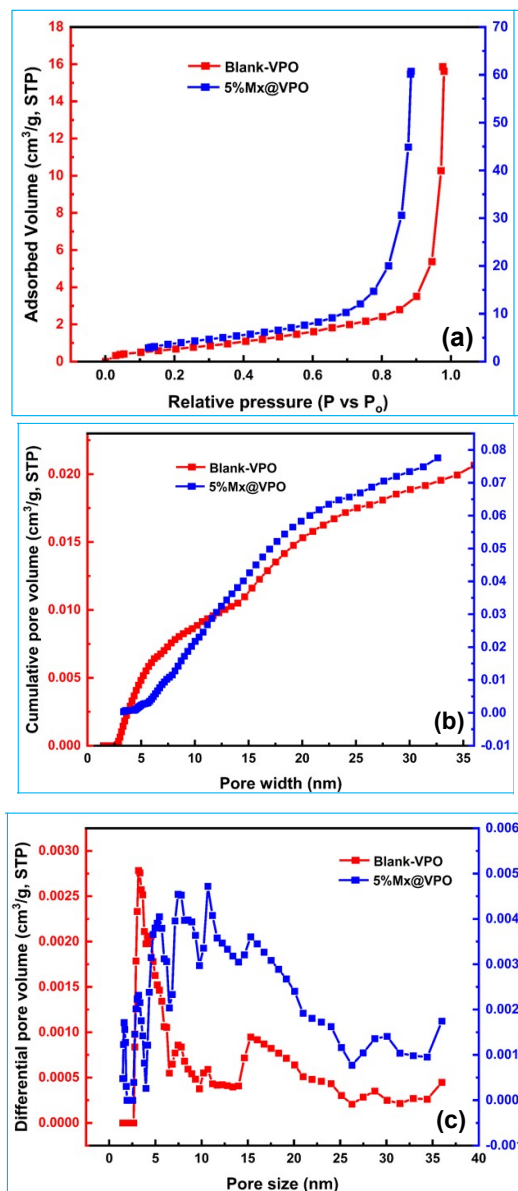 18
16
14
12
10
8
6
4
2
0
Adsorbed Volume (cm³/g, STP)
Blank-VPO
5%Mx@VPO
70
60
50
40
30
20
10
0
(a)
0.0 0.2 0.4 0.6 0.8 1.0
Relative pressure (P vs Pₒ)
0.020
0.015
0.010
0.005
0.000
Cumulative pore volume (cm³/g, STP)
Blank-VPO
5%Mx@VPO
0.08
0.07
0.06
0.05
0.04
0.03
0.02
0.01
0.00
-0.01
(b)
0 5 10 15 20 25 30 35
Pore width (nm)
0.0030
0.0025
0.0020
0.0015
0.0010
0.0005
0.0000
Differential pore volume (cm³/g, STP)
Blank-VPO
5%Mx@VPO
0.006
0.005
0.004
0.003
0.002
0.001
0.000
-0.001
(c)
0 5 10 15 20 25 30 35 40
Pore size (nm)